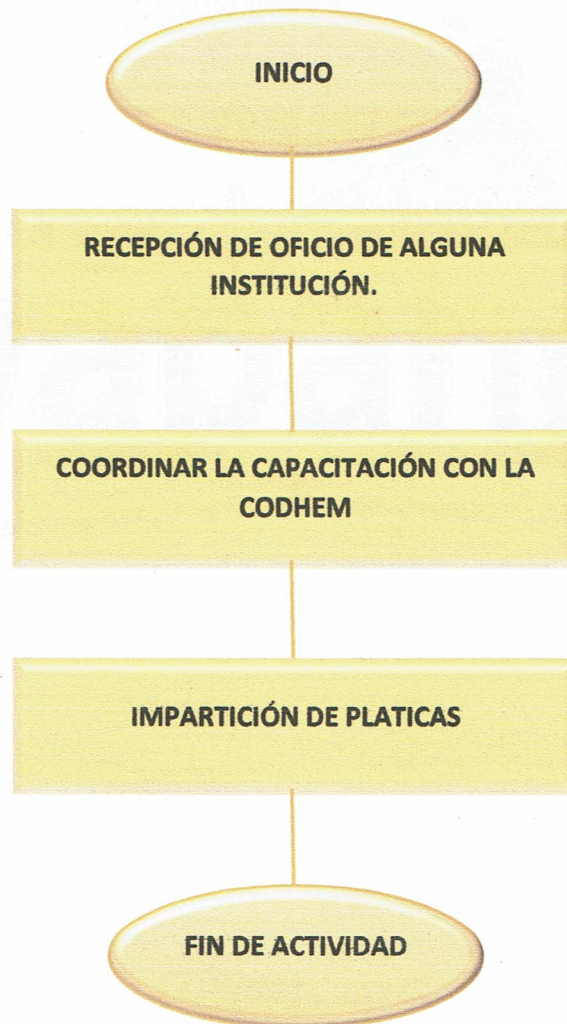 INICIO
RECEPCIÓN DE OFICIO DE ALGUNA
INSTITUCIÓN.
COORDINAR LA CAPACITACIÓN CON LA
CODHEM
IMPARTICIÓN DE PLATICAS
FIN DE ACTIVIDAD